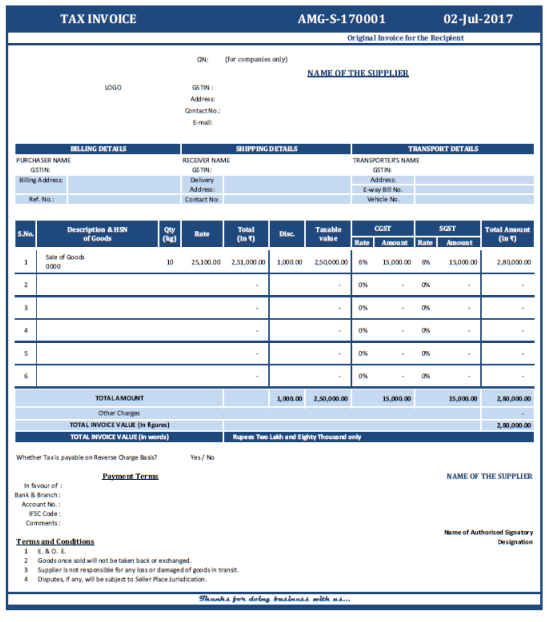 TAX INVOICE AMG-S-170001 02-Jul-2017
Original Invoice for the Recipient
CIN: (for companies only)
NAME OF THE SUPPLIER
LOGO GSTIN :
Address:
Contact No.:
E-mail:
BILLING DETAILS SHIPPING DETAILS TRANSPORT DETAILS
PURCHASER NAME RECEIVER NAME TRANSPORTER'S NAME
GSTIN: GSTIN: GSTIN:
Billing Address: Delivery Address:
Address: E-way Bill No.
Ref. No.: Contact No: Vehicle No.
S.No. Description & HSN of Goods Qty (kg) Rate Total (in ₹) Disc. Taxable value CGST SGST Total Amount (in ₹)
Rate Amount Rate Amount
1 Sale of Goods 10 25,100.00 2,51,000.00 1,000.00 2,50,000.00 6% 15,000.00 6% 15,000.00 2,80,000.00
0000
2 - - 0% - 0% - -
3 - - 0% - 0% - -
4 - - 0% - 0% - -
5 - - 0% - 0% - -
6 - - 0% - 0% - -
TOTAL AMOUNT 1,000.00 2,50,000.00 15,000.00 15,000.00 2,80,000.00
Other Charges -
TOTAL INVOICE VALUE (in figures) 2,80,000.00
TOTAL INVOICE VALUE (in words) Rupees Two Lakh and Eighty Thousand only
Whether Tax is payable on Reverse Charge Basis? Yes / No
Payment Terms NAME OF THE SUPPLIER
In favour of :
Bank & Branch :
Account No. :
IFSC Code :
Comments :
Name of Authorised Signatory
Designation
Terms and Conditions
1 E. & O. E.
2 Goods once sold will not be taken back or exchanged.
3 Supplier is not responsible for any loss or damaged of goods in transit.
4 Disputes, if any, will be subject to Seller Place Jurisdication.
Thanks for doing business with us...